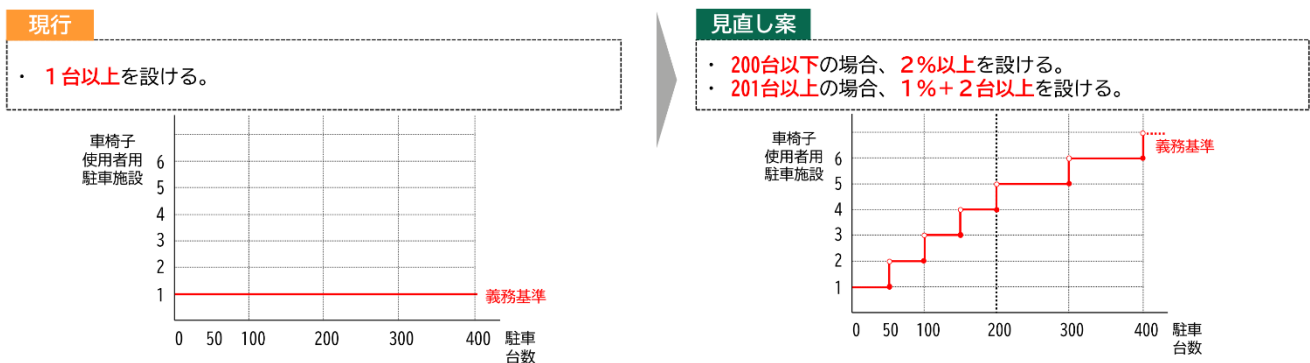 現行
・ １台以上を設ける。
車椅子
使用者用
駐車施設
6
5
4
3
2
1
義務基準
0 50 100 200 300 400 駐車
台数
見直し案
・ 200台以下の場合、２％以上を設ける。
・ 201台以上の場合、１％＋２台以上を設ける。
車椅子
使用者用
駐車施設
義務基準
6
5
4
3
2
1
0 50 100 200 300 400 駐車
台数